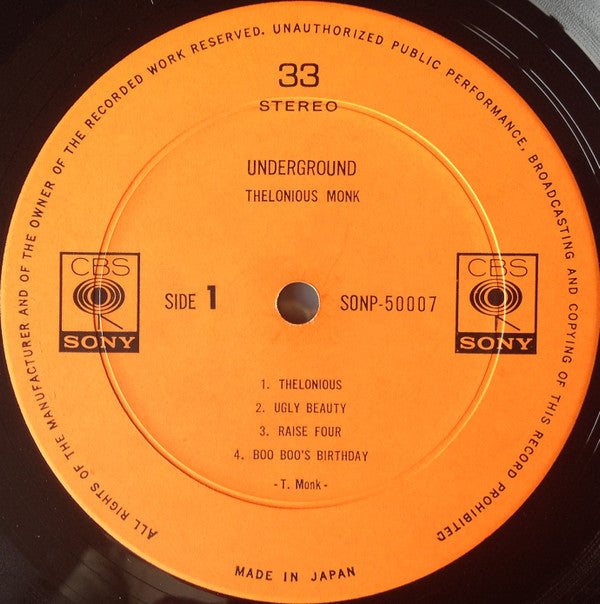 ALL RIGHTS OF THE MANUFACTURER AND OF THE OWNER OF THE RECORDED WORK RESERVED. UNAUTHORIZED PUBLIC PERFORMANCE, BROADCASTING AND COPYING OF THIS RECORD PROHIBITED
33
STEREO
UNDERGROUND
THELONIOUS MONK
CBS
SONY
SIDE 1
SONP-50007
CBS
SONY
1. THELONIOUS
2. UGLY BEAUTY
3. RAISE FOUR
4. BOO BOO'S BIRTHDAY
- T. Monk -
MADE IN JAPAN